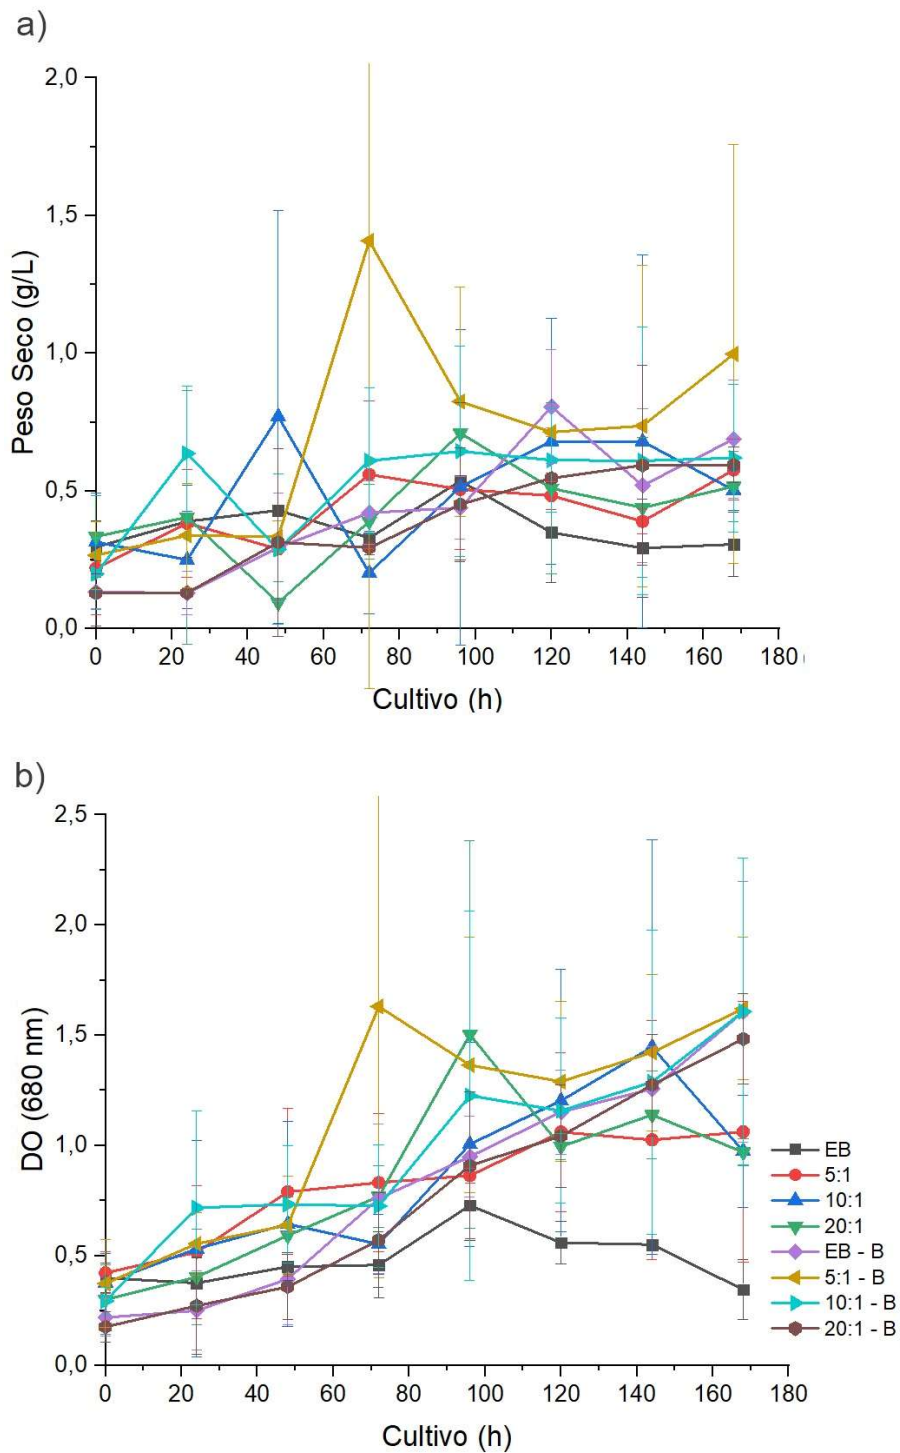 a)
Peso Seco (g/L)
2,0
1,5
1,0
0,5
0,0
0 20 40 60 80 100 120 140 160 180
Cultivo (h)
b)
DO (680 nm)
2,5
2,0
1,5
1,0
0,5
0,0
0 20 40 60 80 100 120 140 160 180
Cultivo (h)
EB
5:1
10:1
20:1
EB - B
5:1 - B
10:1 - B
20:1 - B